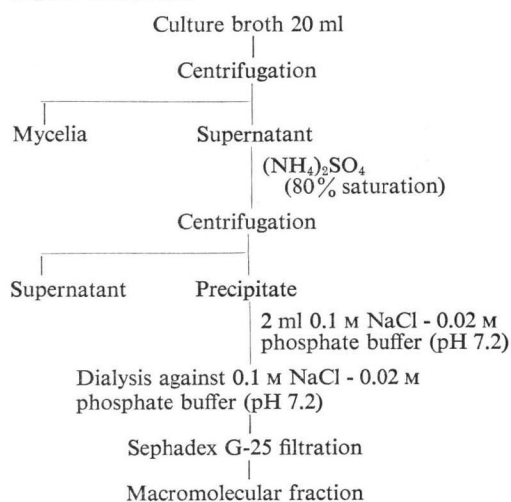 Culture broth 20 ml
Centrifugation
Mycelia Supernatant
(NH₄)₂SO₄
(80% saturation)
Centrifugation
Supernatant Precipitate
2 ml 0.1 M NaCl - 0.02 M
phosphate buffer (pH 7.2)
Dialysis against 0.1 M NaCl - 0.02 M
phosphate buffer (pH 7.2)
Sephadex G-25 filtration
Macromolecular fraction